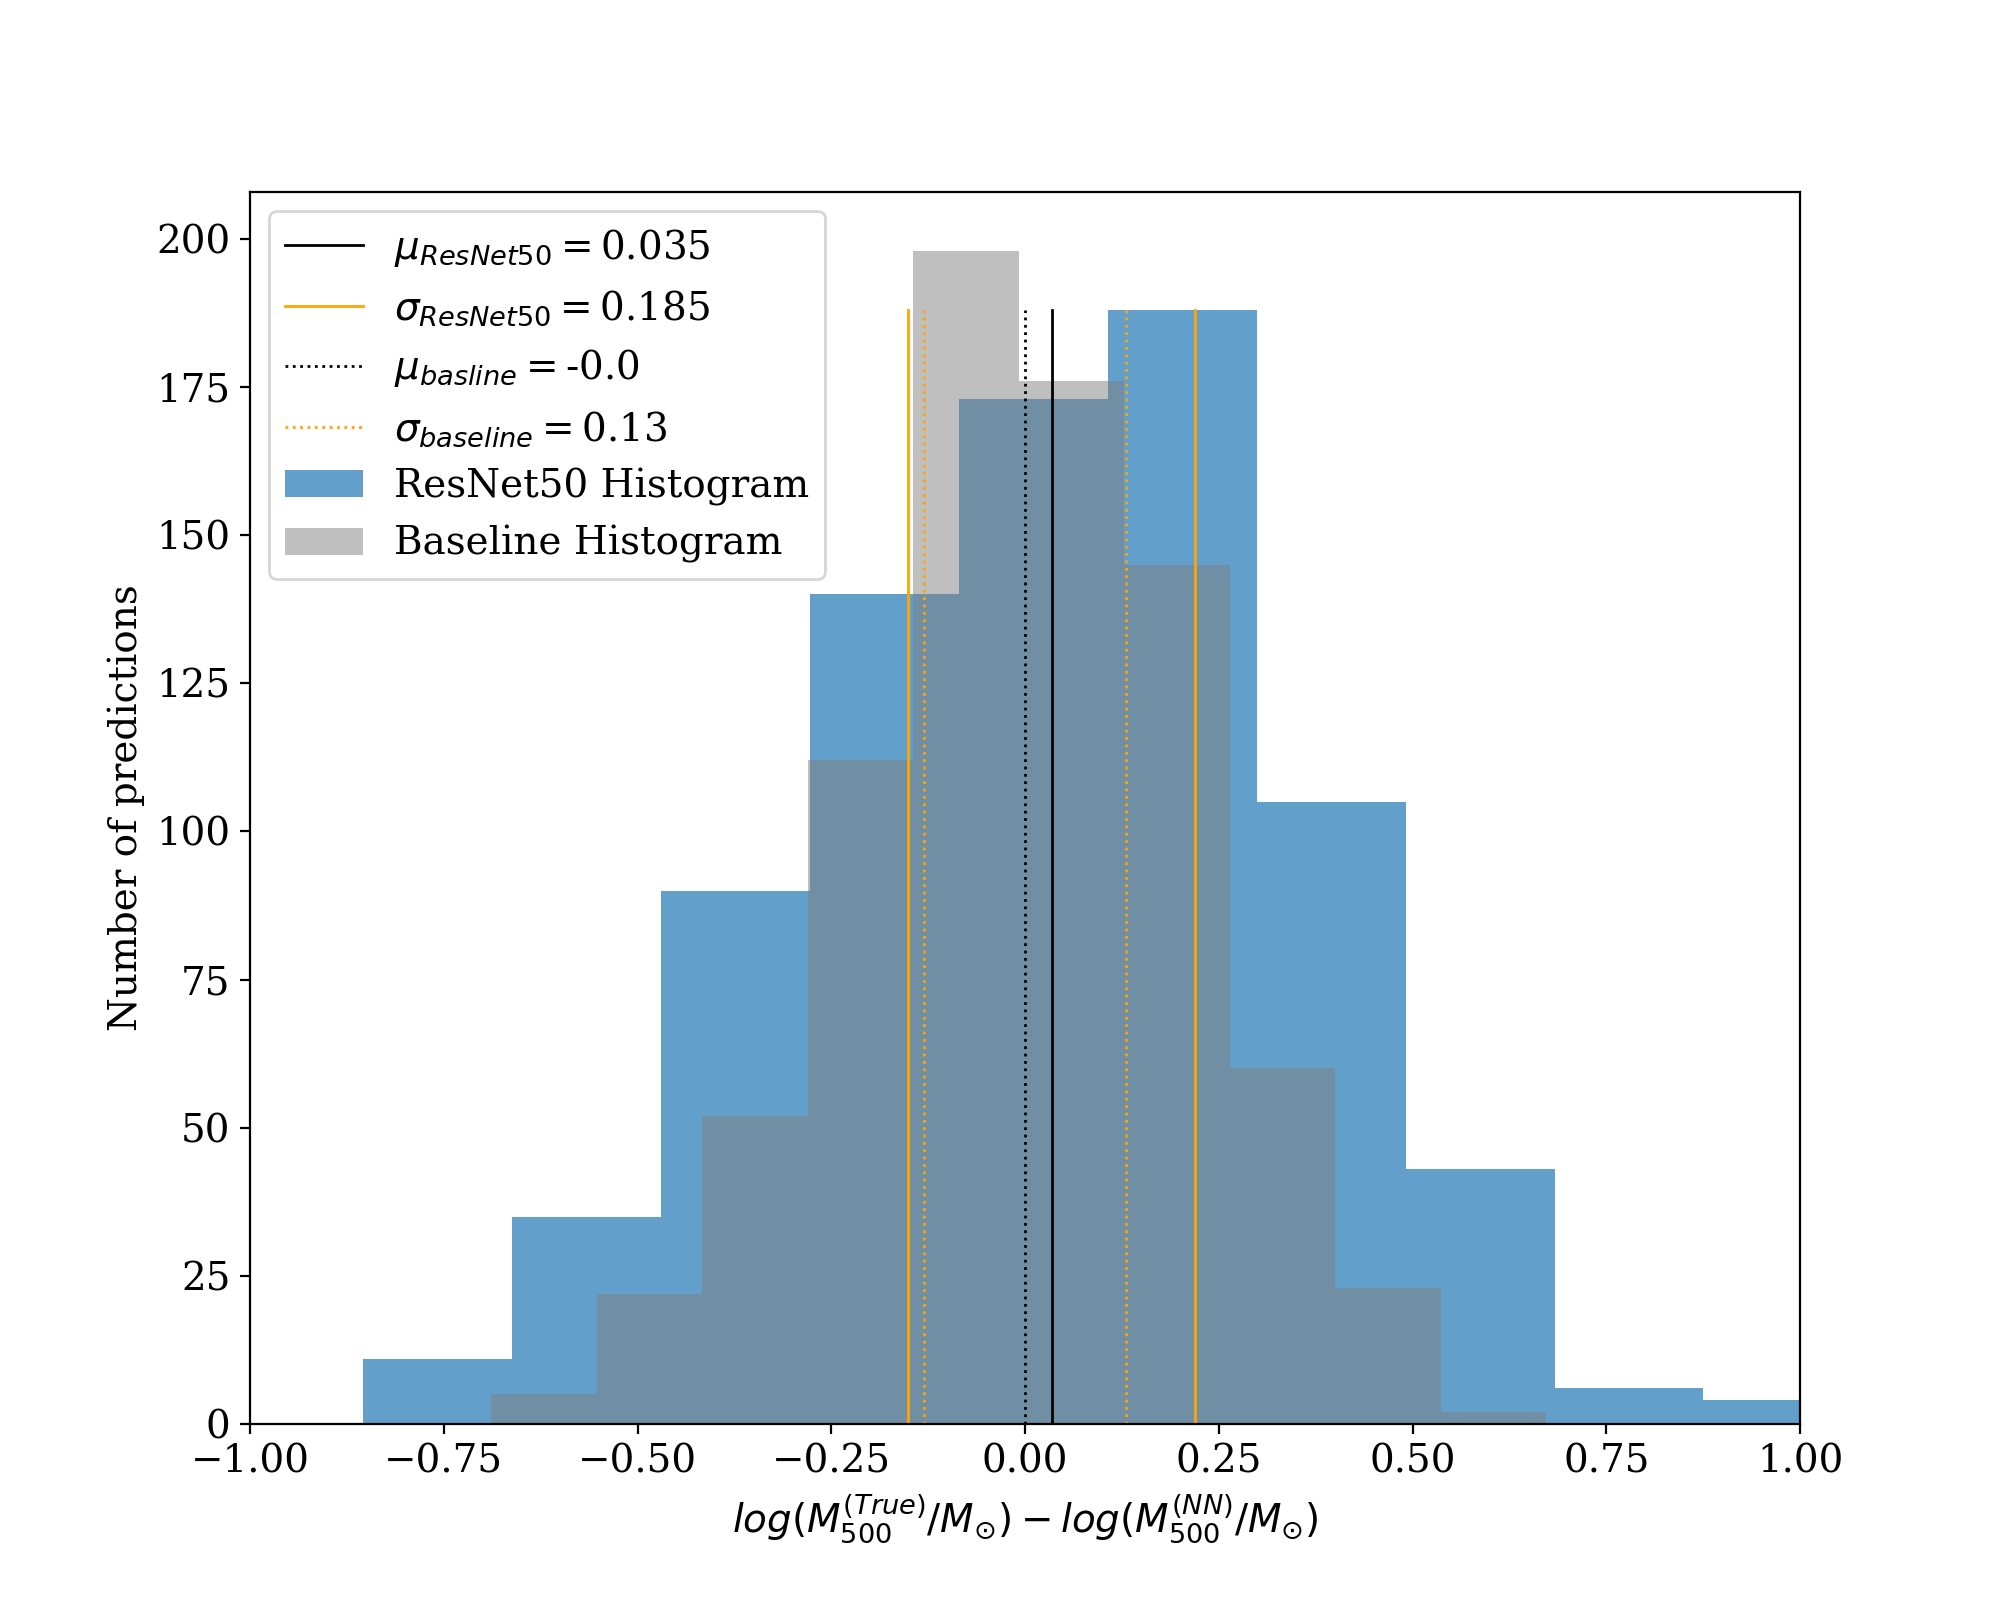 μ_ResNet50 = 0.035
σ_ResNet50 = 0.185
μ_basline = -0.0
σ_baseline = 0.13
ResNet50 Histogram
Baseline Histogram
Number of predictions
200
175
150
125
100
75
50
25
0
−1.00 −0.75 −0.50 −0.25 0.00 0.25 0.50 0.75 1.00
log(M_500^(True)/M_⊙) − log(M_500^(NN)/M_⊙)